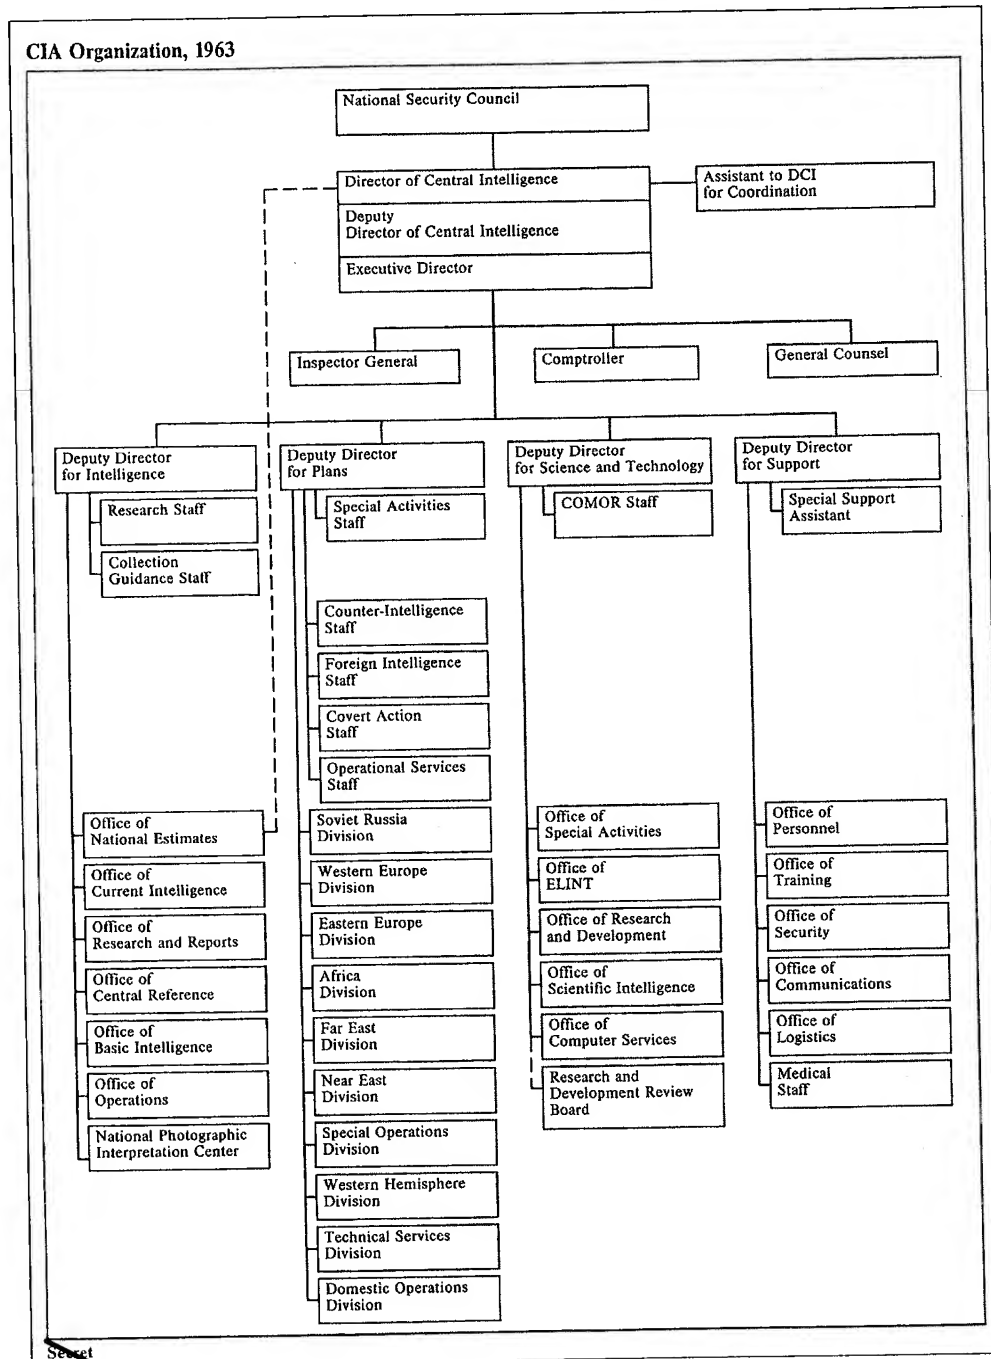 CIA Organization, 1963
National Security Council
Director of Central Intelligence
Deputy
Director of Central Intelligence
Executive Director
Assistant to DCI
for Coordination
Inspector General
Comptroller
General Counsel
Deputy Director
for Intelligence
Research Staff
Collection
Guidance Staff
Office of
National Estimates
Office of
Current Intelligence
Office of
Research and Reports
Office of
Central Reference
Office of
Basic Intelligence
Office of
Operations
National Photographic
Interpretation Center
Deputy Director
for Plans
Special Activities
Staff
Counter-Intelligence
Staff
Foreign Intelligence
Staff
Covert Action
Staff
Operational Services
Staff
Soviet Russia
Division
Western Europe
Division
Eastern Europe
Division
Africa
Division
Far East
Division
Near East
Division
Special Operations
Division
Western Hemisphere
Division
Technical Services
Division
Domestic Operations
Division
Deputy Director
for Science and Technology
COMOR Staff
Office of
Special Activities
Office of
ELINT
Office of Research
and Development
Office of
Scientific Intelligence
Office of
Computer Services
Research and
Development Review
Board
Deputy Director
for Support
Special Support
Assistant
Office of
Personnel
Office of
Training
Office of
Security
Office of
Communications
Office of
Logistics
Medical
Staff
Secret